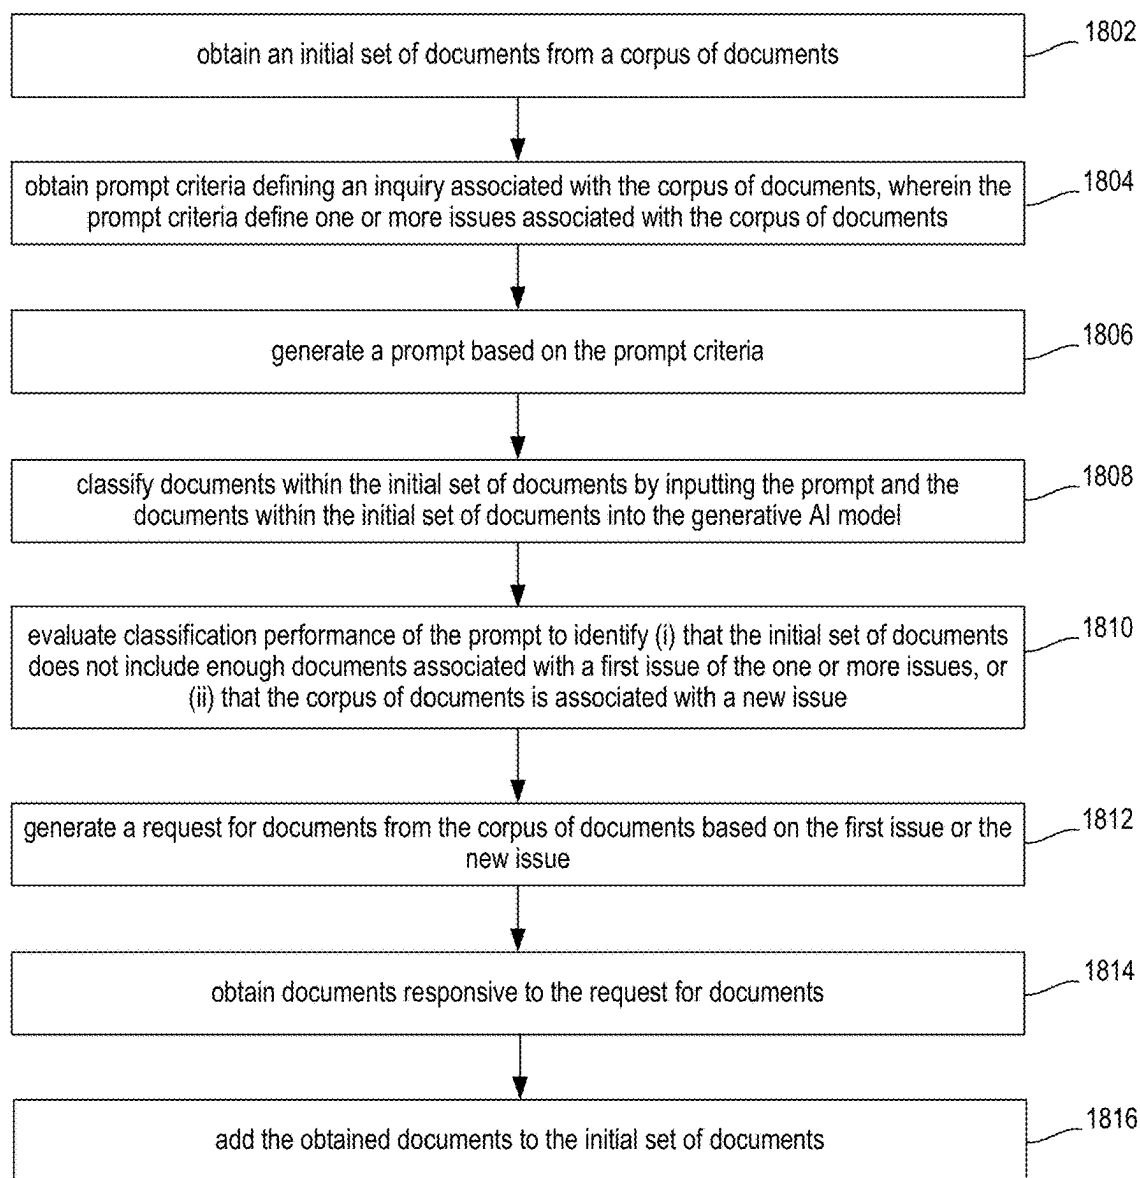 obtain an initial set of documents from a corpus of documents
1802
obtain prompt criteria defining an inquiry associated with the corpus of documents, wherein the
prompt criteria define one or more issues associated with the corpus of documents
1804
generate a prompt based on the prompt criteria
1806
classify documents within the initial set of documents by inputting the prompt and the
documents within the initial set of documents into the generative AI model
1808
evaluate classification performance of the prompt to identify (i) that the initial set of documents
does not include enough documents associated with a first issue of the one or more issues, or
(ii) that the corpus of documents is associated with a new issue
1810
generate a request for documents from the corpus of documents based on the first issue or the
new issue
1812
obtain documents responsive to the request for documents
1814
add the obtained documents to the initial set of documents
1816